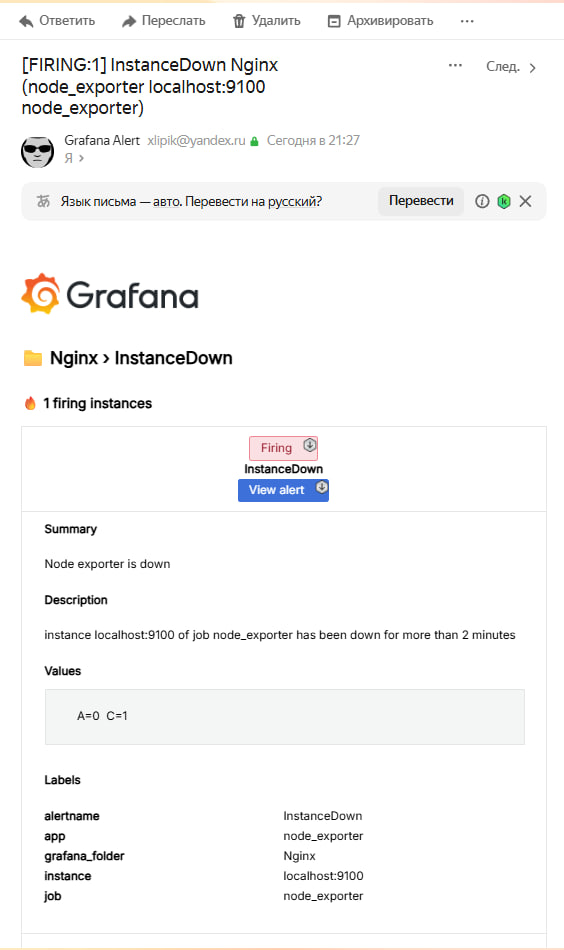 Ответить Переслать Удалить Архивировать
[FIRING:1] InstanceDown Nginx
(node_exporter localhost:9100
node_exporter)
След.
Grafana Alert xlipik@yandex.ru Сегодня в 21:27
Я
Язык письма — авто. Перевести на русский? Перевести
Grafana
Nginx › InstanceDown
1 firing instances
Firing
InstanceDown
View alert
Summary
Node exporter is down
Description
instance localhost:9100 of job node_exporter has been down for more than 2 minutes
Values
A=0 C=1
Labels
alertname InstanceDown
app node_exporter
grafana_folder Nginx
instance localhost:9100
job node_exporter